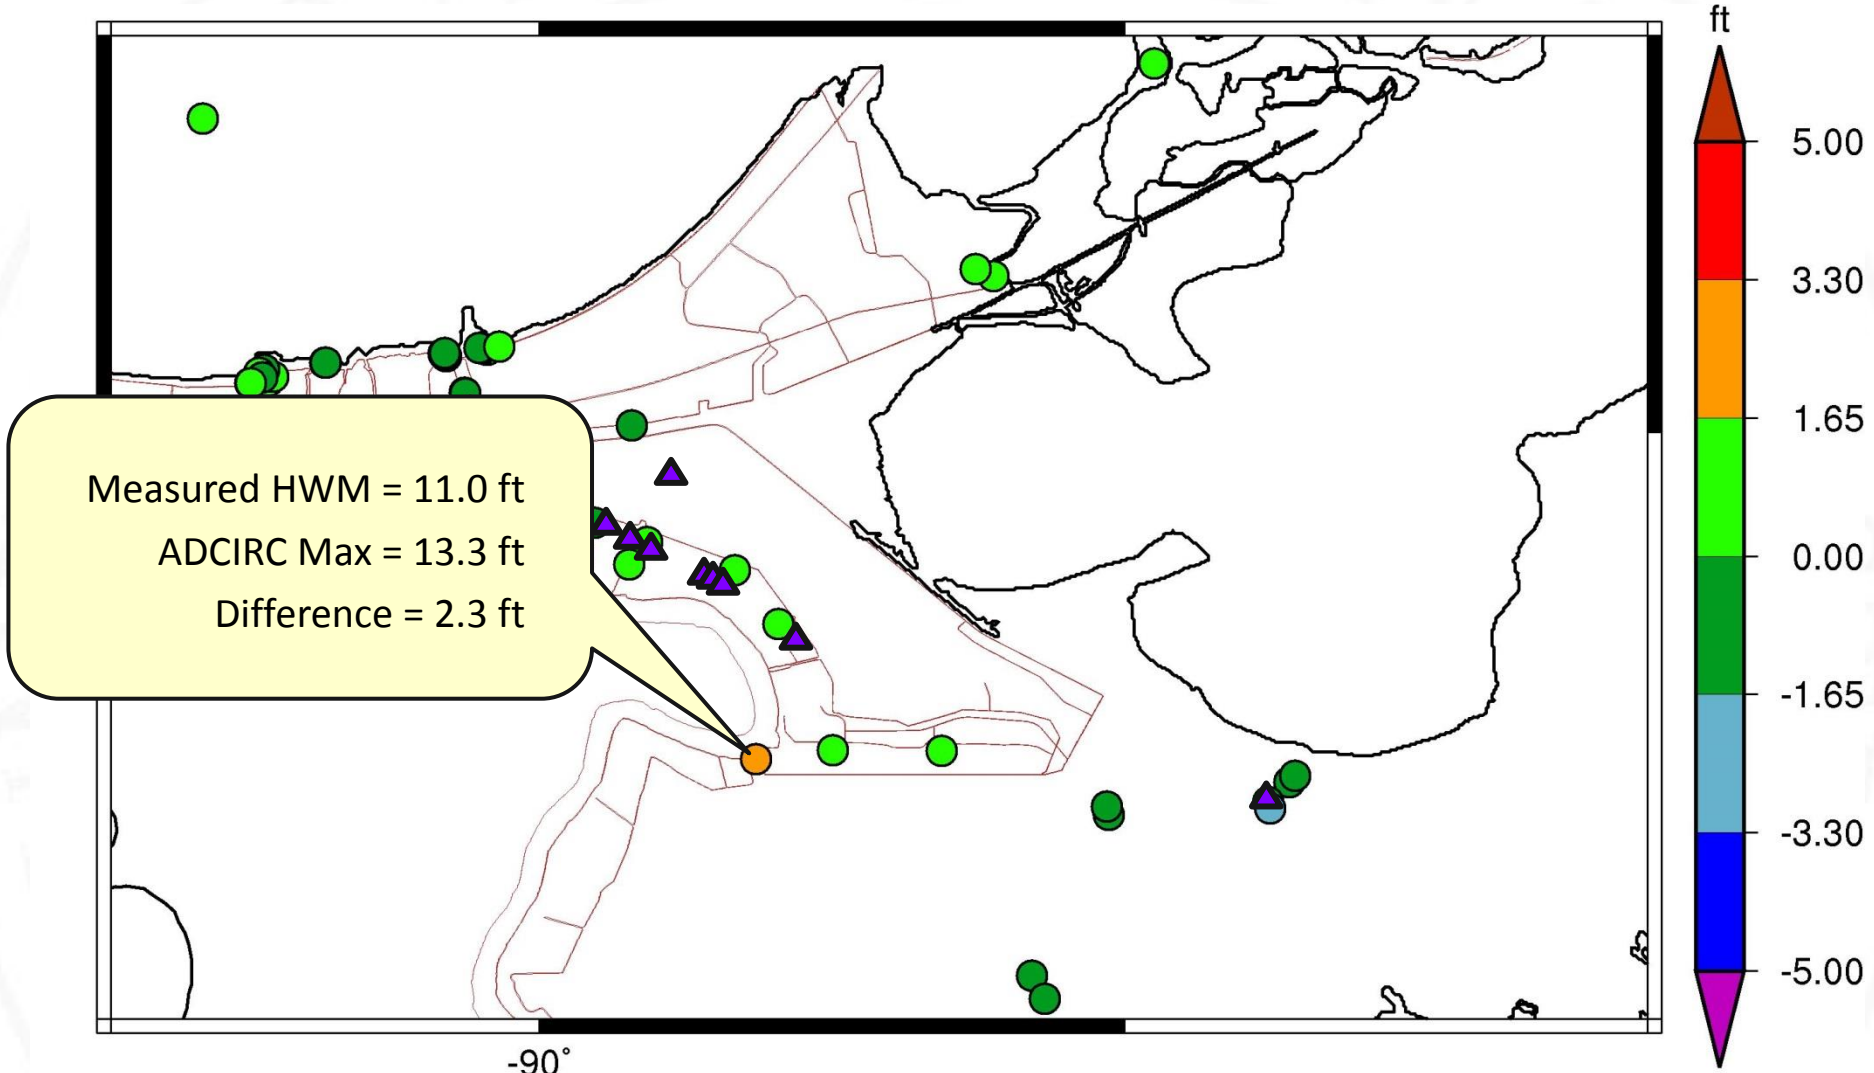 ft
5.00
3.30
1.65
0.00
-1.65
-3.30
-5.00
Measured HWM = 11.0 ft
ADCIRC Max = 13.3 ft
Difference = 2.3 ft
-90°